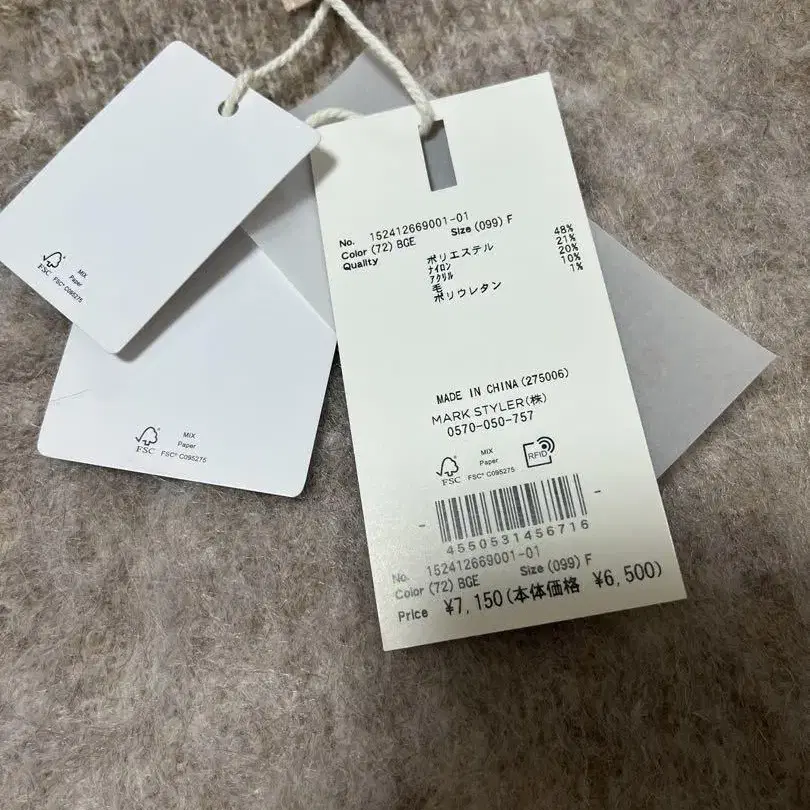 No. 152412669001-01
Color (72) BGE Size (099) F
Quality ポリエステル 48%
ナイロン 21%
アクリル 20%
毛 10%
ポリウレタン 1%
MADE IN CHINA (275006)
MARK STYLER(株)
0570-050-757
FSC
MIX
Paper
FSC® C095275
RFID
4550531456716
No. 152412669001-01
Color (72) BGE Size (099) F
Price ¥7,150(本体価格 ¥6,500)
FSC
MIX
Paper
FSC® C095275
FSC
MIX
Paper
FSC® C095275